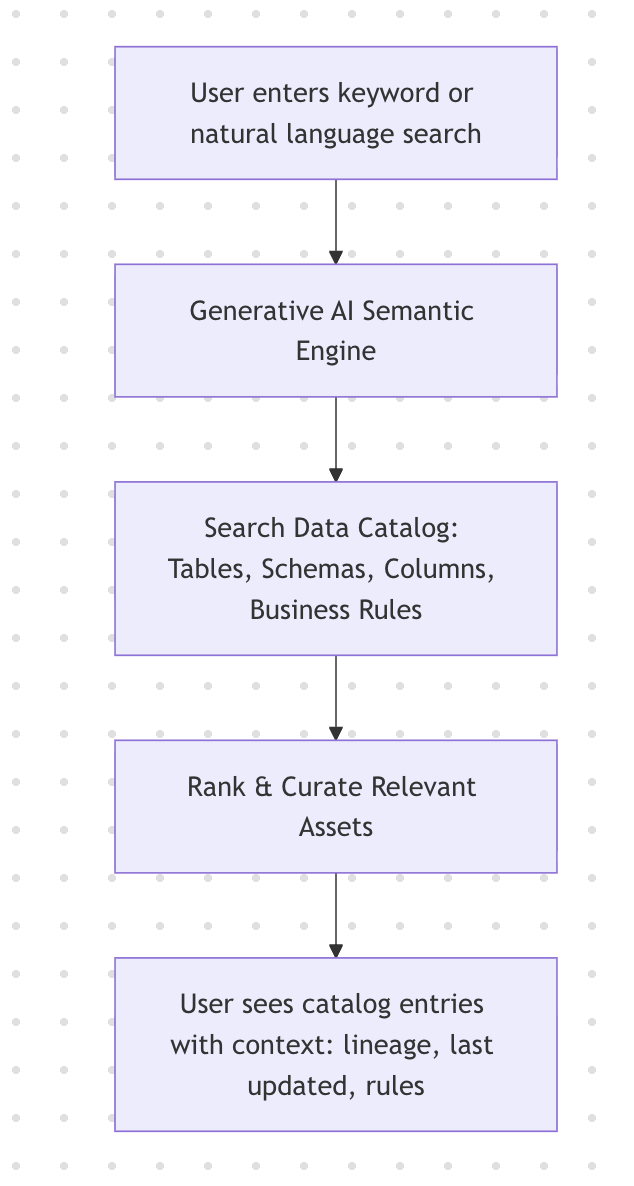 User enters keyword or
natural language search
Generative AI Semantic
Engine
Search Data Catalog:
Tables, Schemas, Columns,
Business Rules
Rank & Curate Relevant
Assets
User sees catalog entries
with context: lineage, last
updated, rules